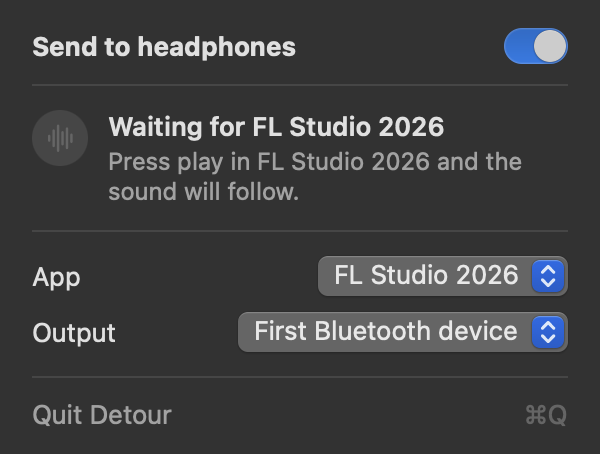 Send to headphones
Waiting for FL Studio 2026
Press play in FL Studio 2026 and the
sound will follow.
App
FL Studio 2026
Output
First Bluetooth device
Quit Detour
⌘Q